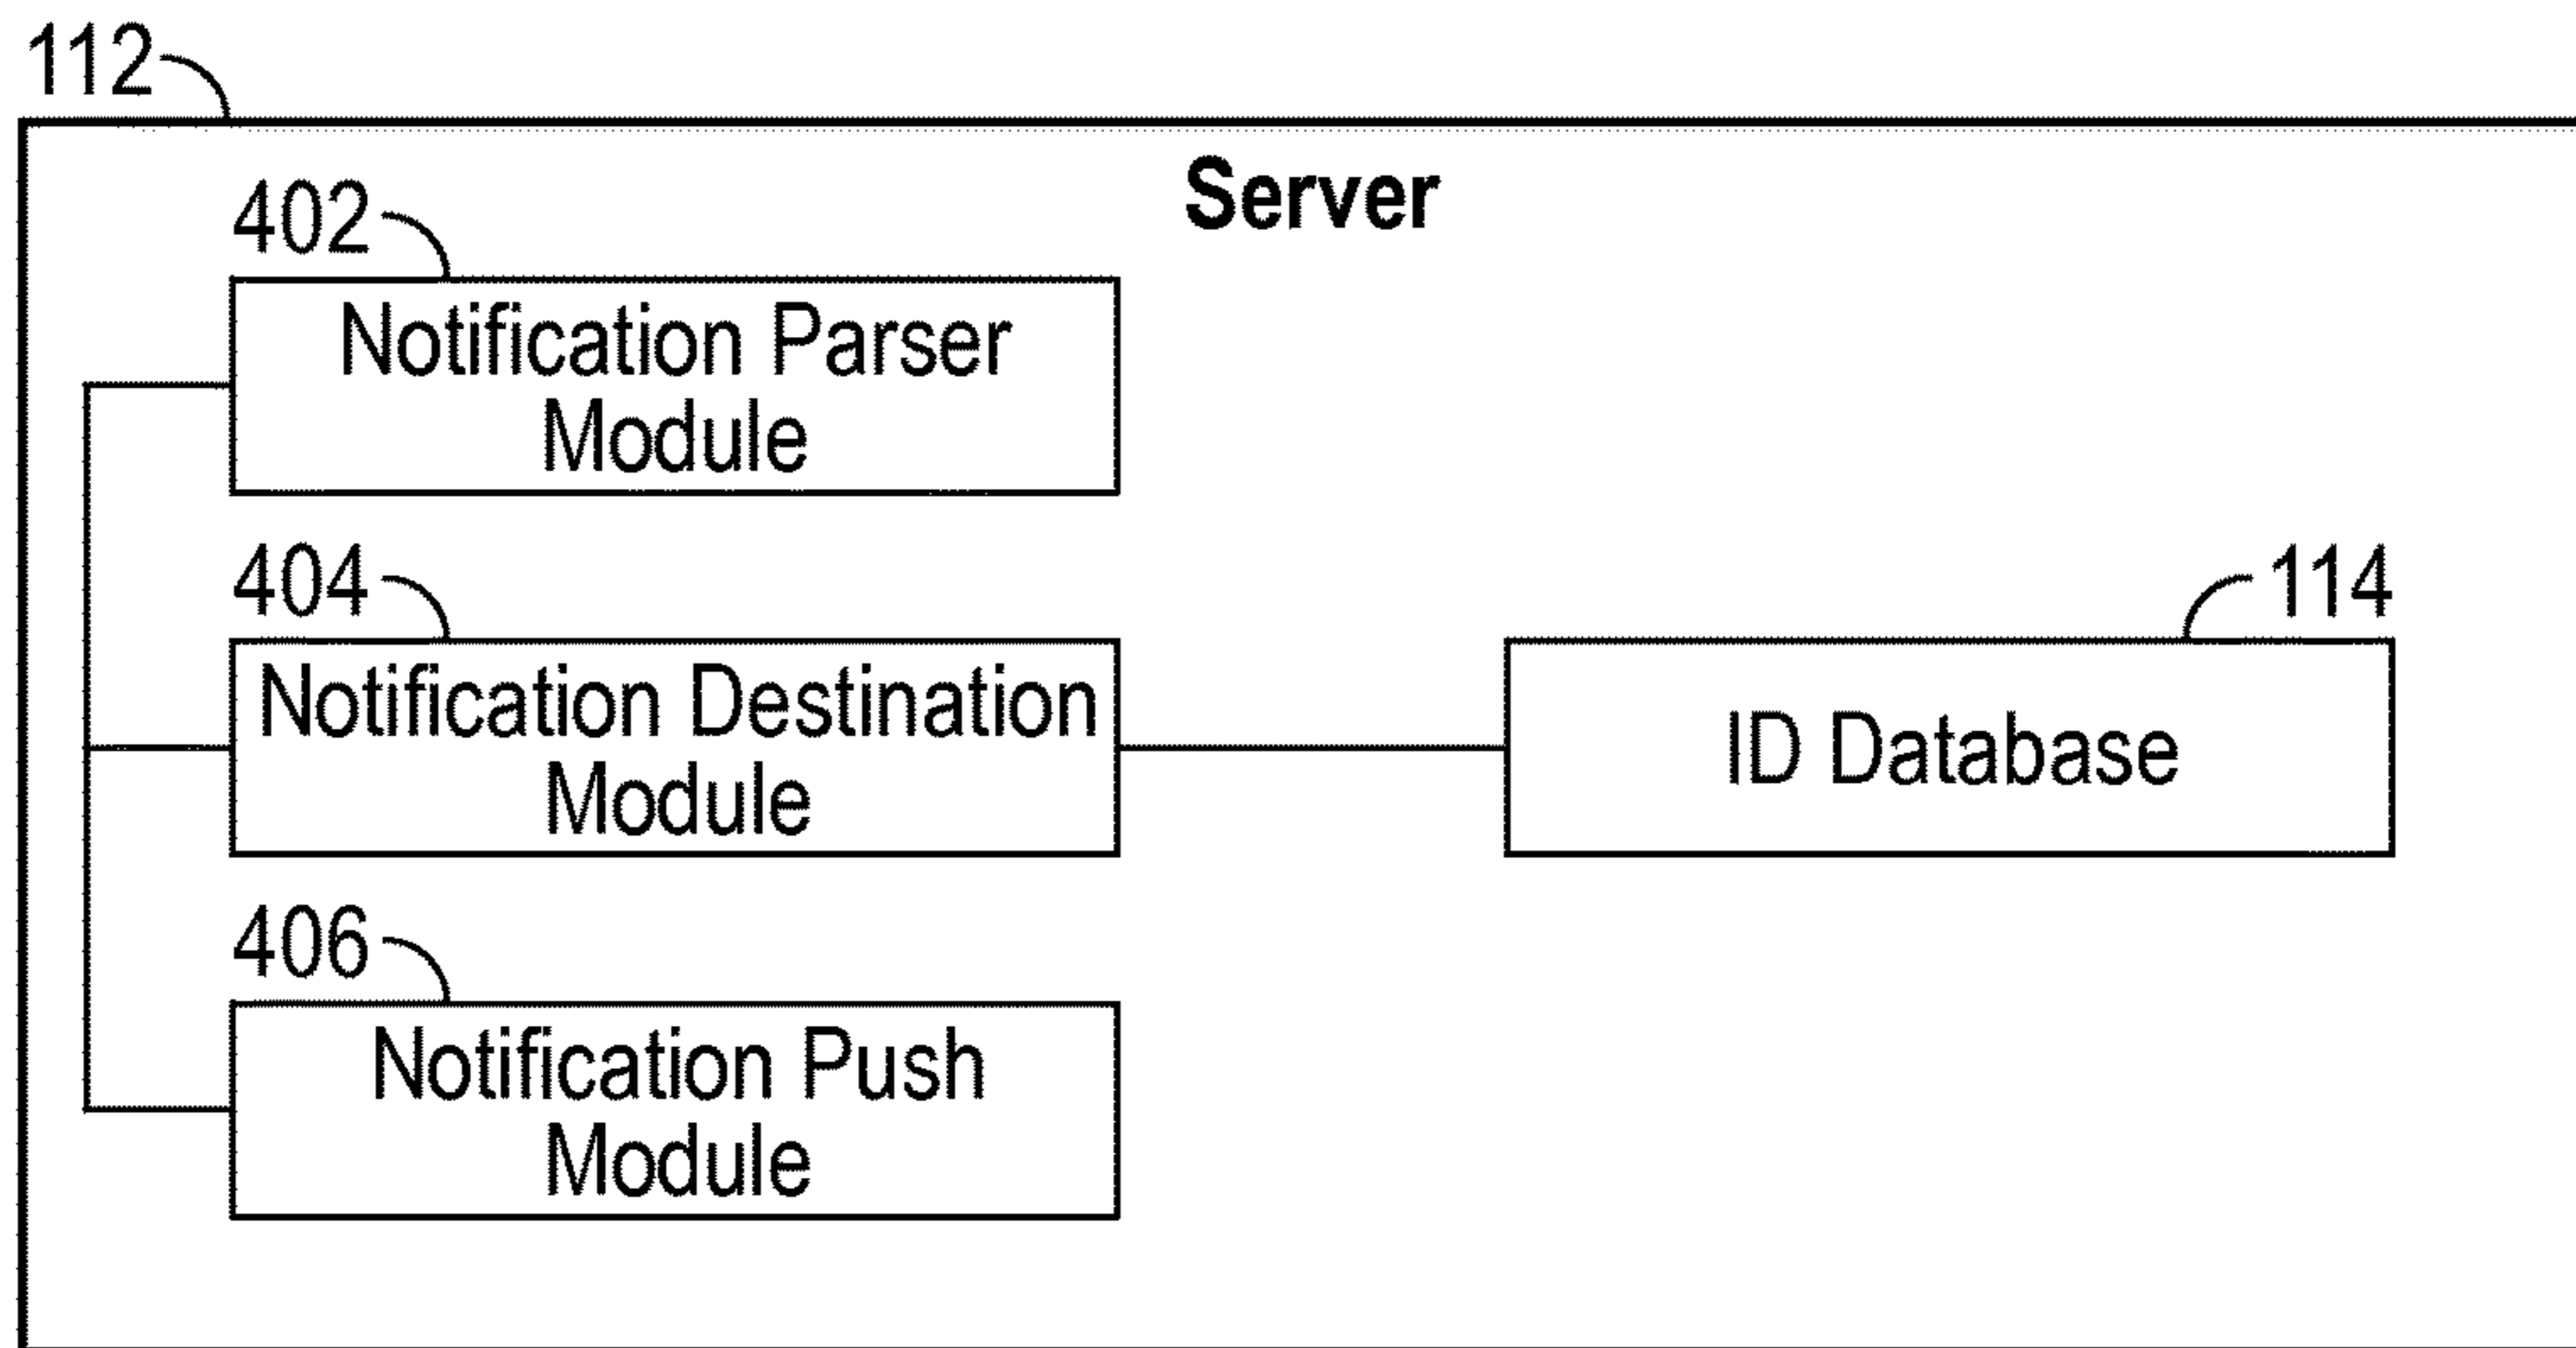 112
Server
402
Notification Parser
Module
404
114
Notification Destination
Module
ID Database
406
Notification Push
Module